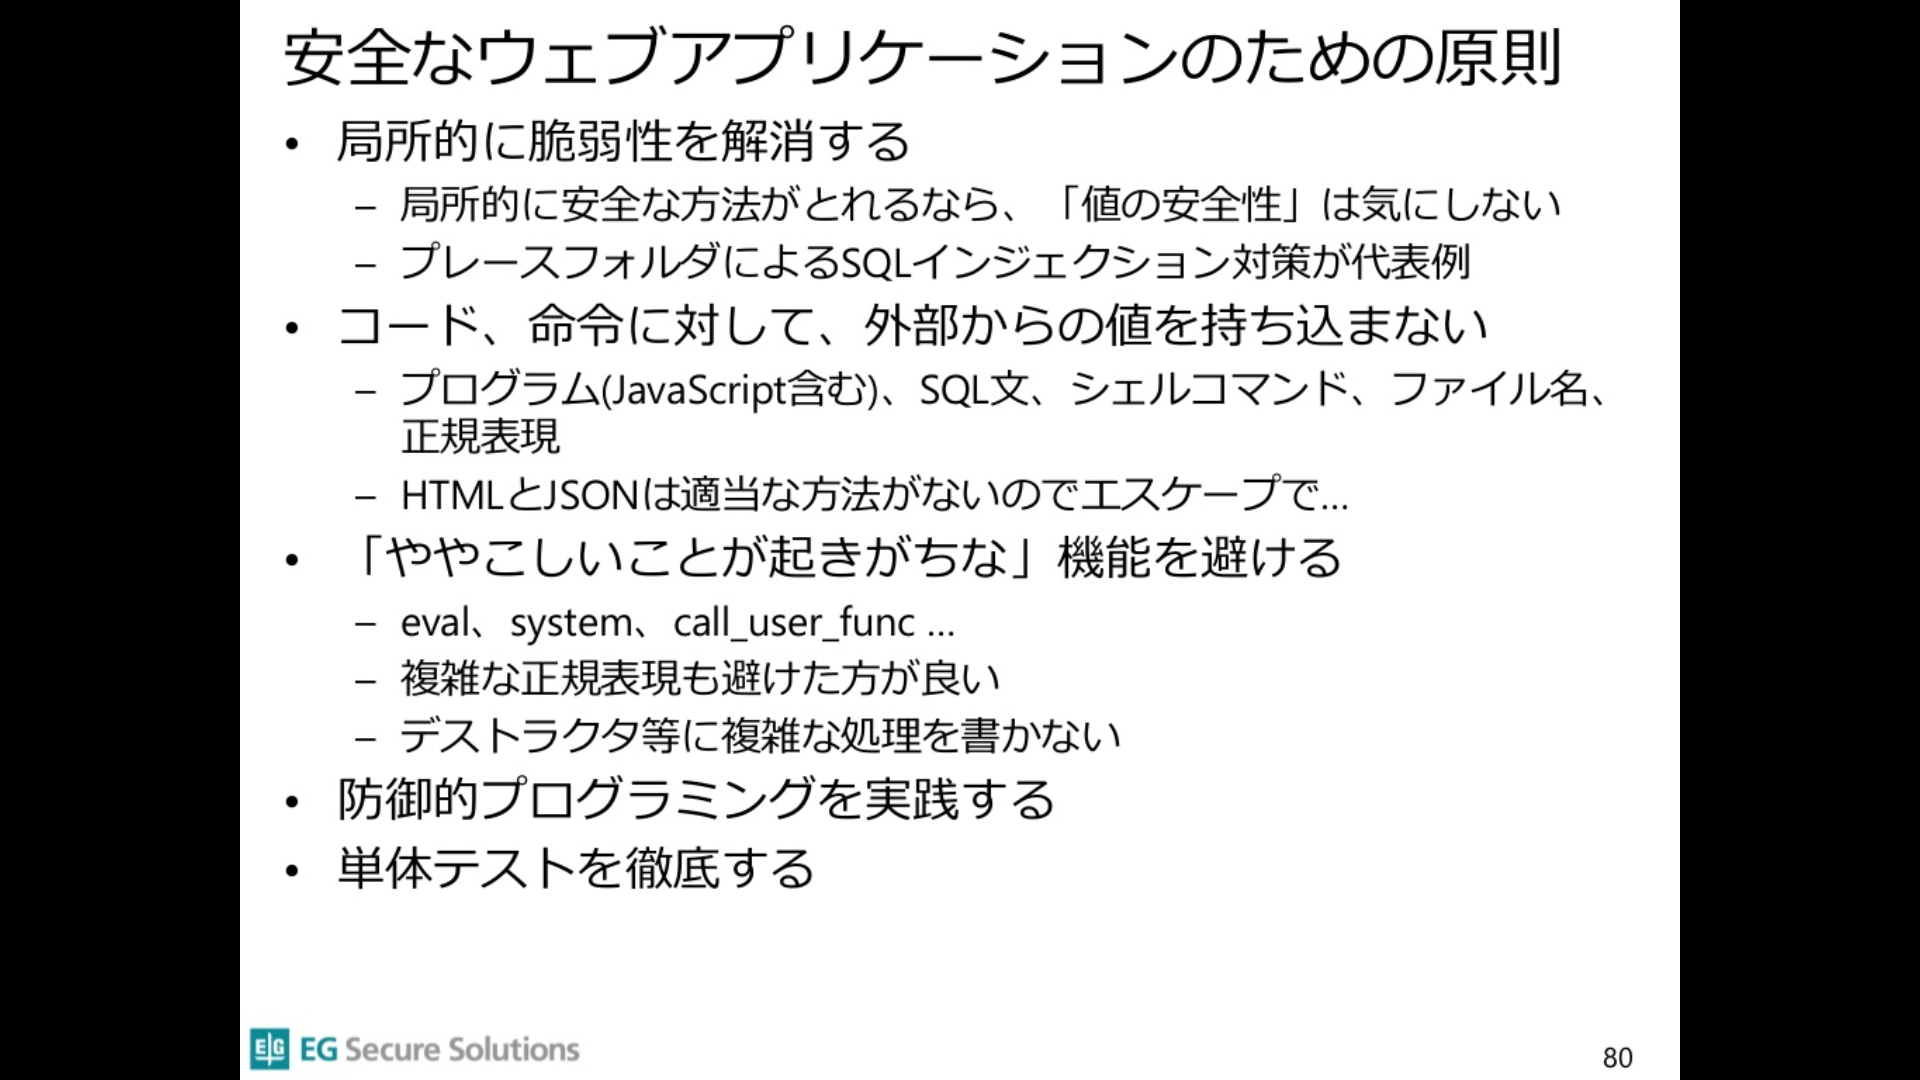 安全なウェブアプリケーションのための原則
• 局所的に脆弱性を解消する
– 局所的に安全な方法がとれるなら、「値の安全性」は気にしない
– プレースフォルダによるSQLインジェクション対策が代表例
• コード、命令に対して、外部からの値を持ち込まない
– プログラム(JavaScript含む)、SQL文、シェルコマンド、ファイル名、
正規表現
– HTMLとJSONは適当な方法がないのでエスケープで…
• 「ややこしいことが起きがちな」機能を避ける
– eval、system、call_user_func …
– 複雑な正規表現も避けた方が良い
– デストラクタ等に複雑な処理を書かない
• 防御的プログラミングを実践する
• 単体テストを徹底する
EG EG Secure Solutions
80